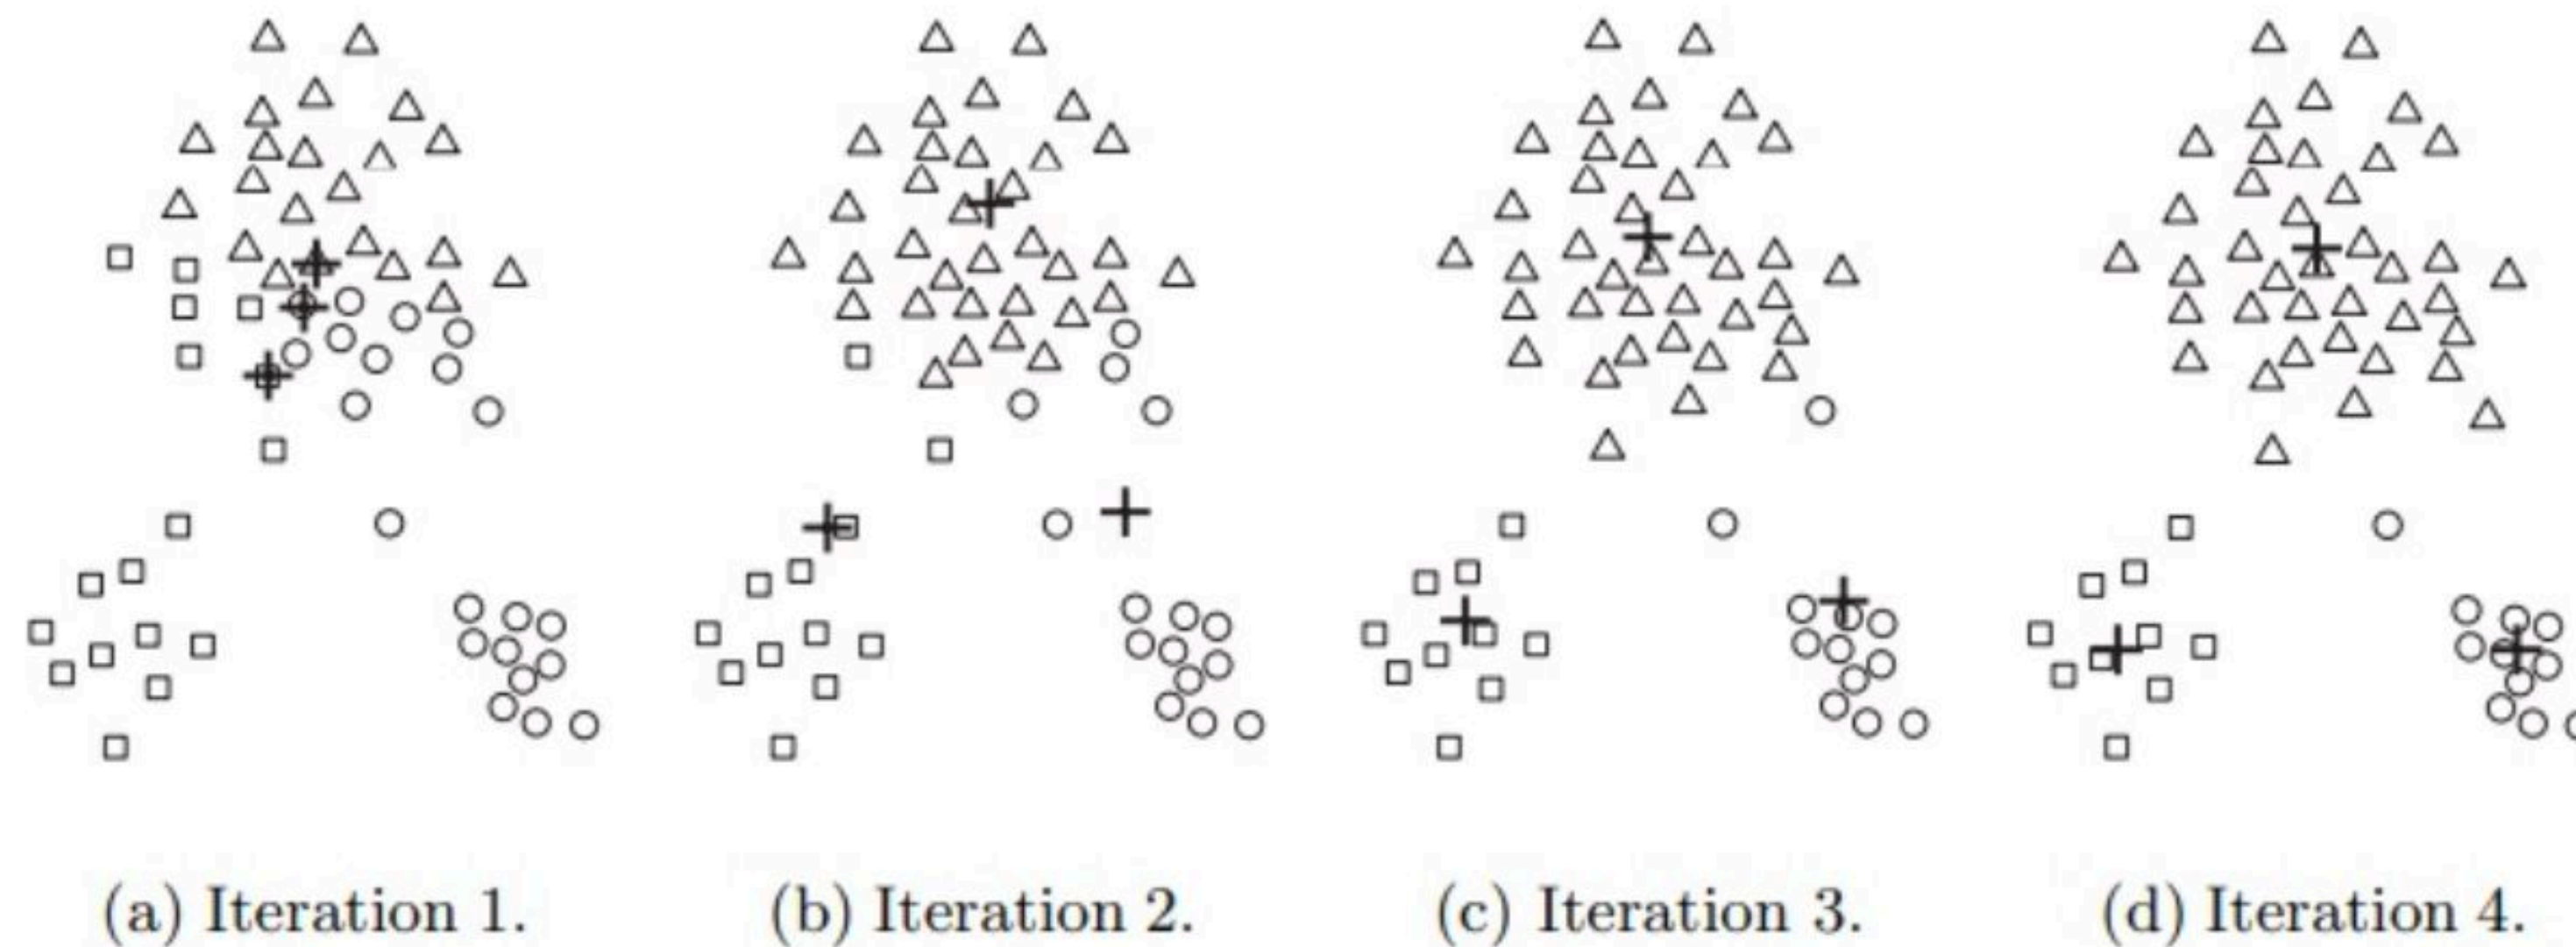 (a) Iteration 1.
(b) Iteration 2.
(c) Iteration 3.
(d) Iteration 4.